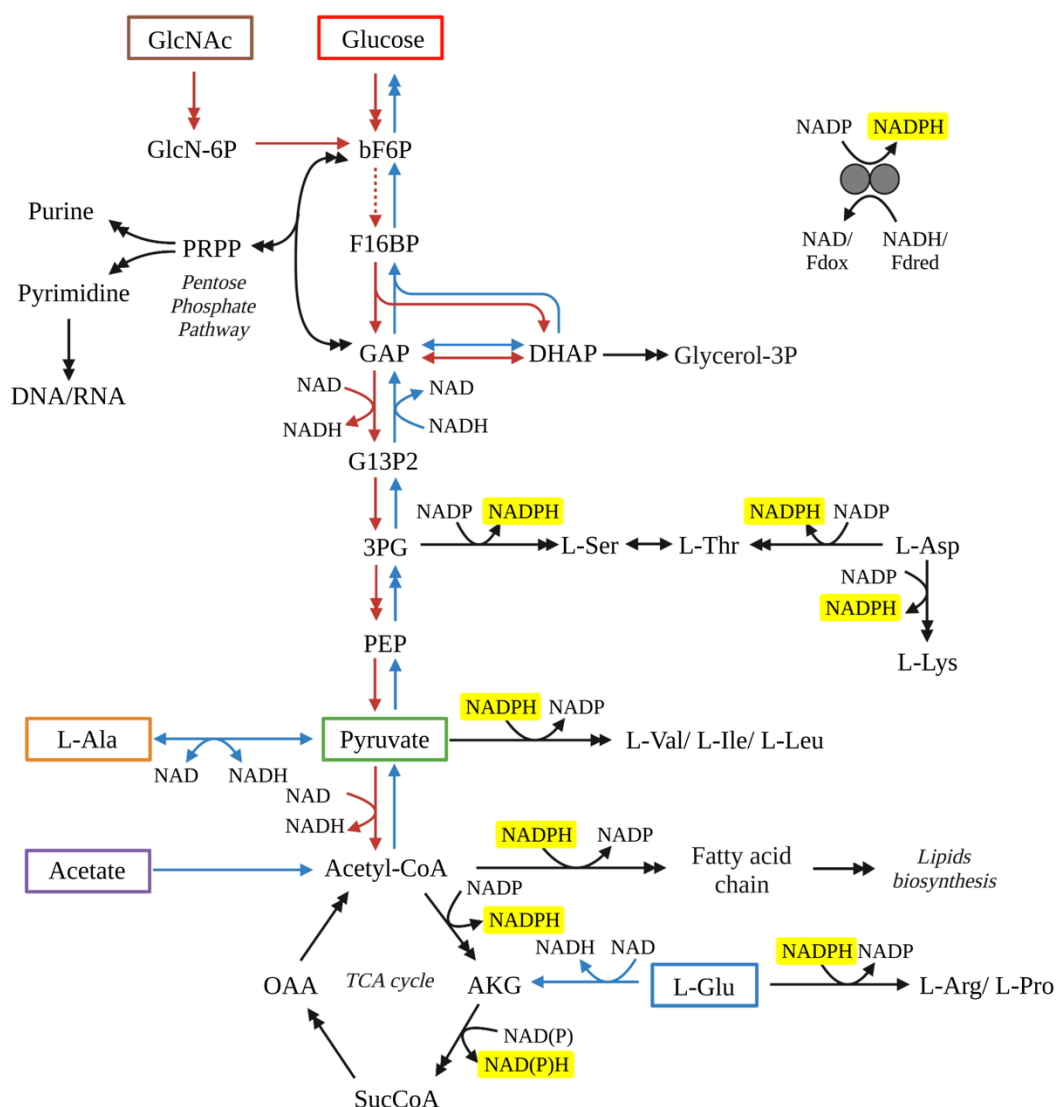 GlcNAc
Glucose
NADP
NADPH
GlcN-6P
bF6P
Purine
F16BP
PRPP
NAD/
Fdox
NADH/
Fdred
Pyrimidine
Pentose
Phosphate
Pathway
GAP
DHAP
Glycerol-3P
DNA/RNA
NAD
NAD
NADH
NADH
G13P2
NADP
NADPH
NADPH
NADP
3PG
L-Ser
L-Thr
L-Asp
NADP
NADPH
PEP
L-Lys
NADPH
NADP
L-Ala
Pyruvate
L-Val/ L-Ile/ L-Leu
NAD
NADH
NAD
NADH
NADPH
NADP
Acetate
Acetyl-CoA
Fatty acid
chain
Lipids
biosynthesis
NADP
NADPH
NADH
NAD
NADPH
NADP
OAA
TCA cycle
AKG
L-Glu
L-Arg/ L-Pro
NAD(P)
NAD(P)H
SucCoA